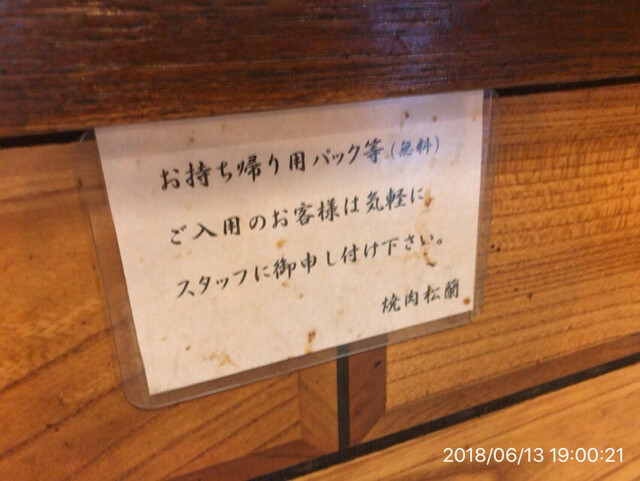 お持ち帰り用パック等(無料)
ご入用のお客様は気軽に
スタッフに御申し付け下さい。
焼肉松蘭
2018/06/13 19:00:21